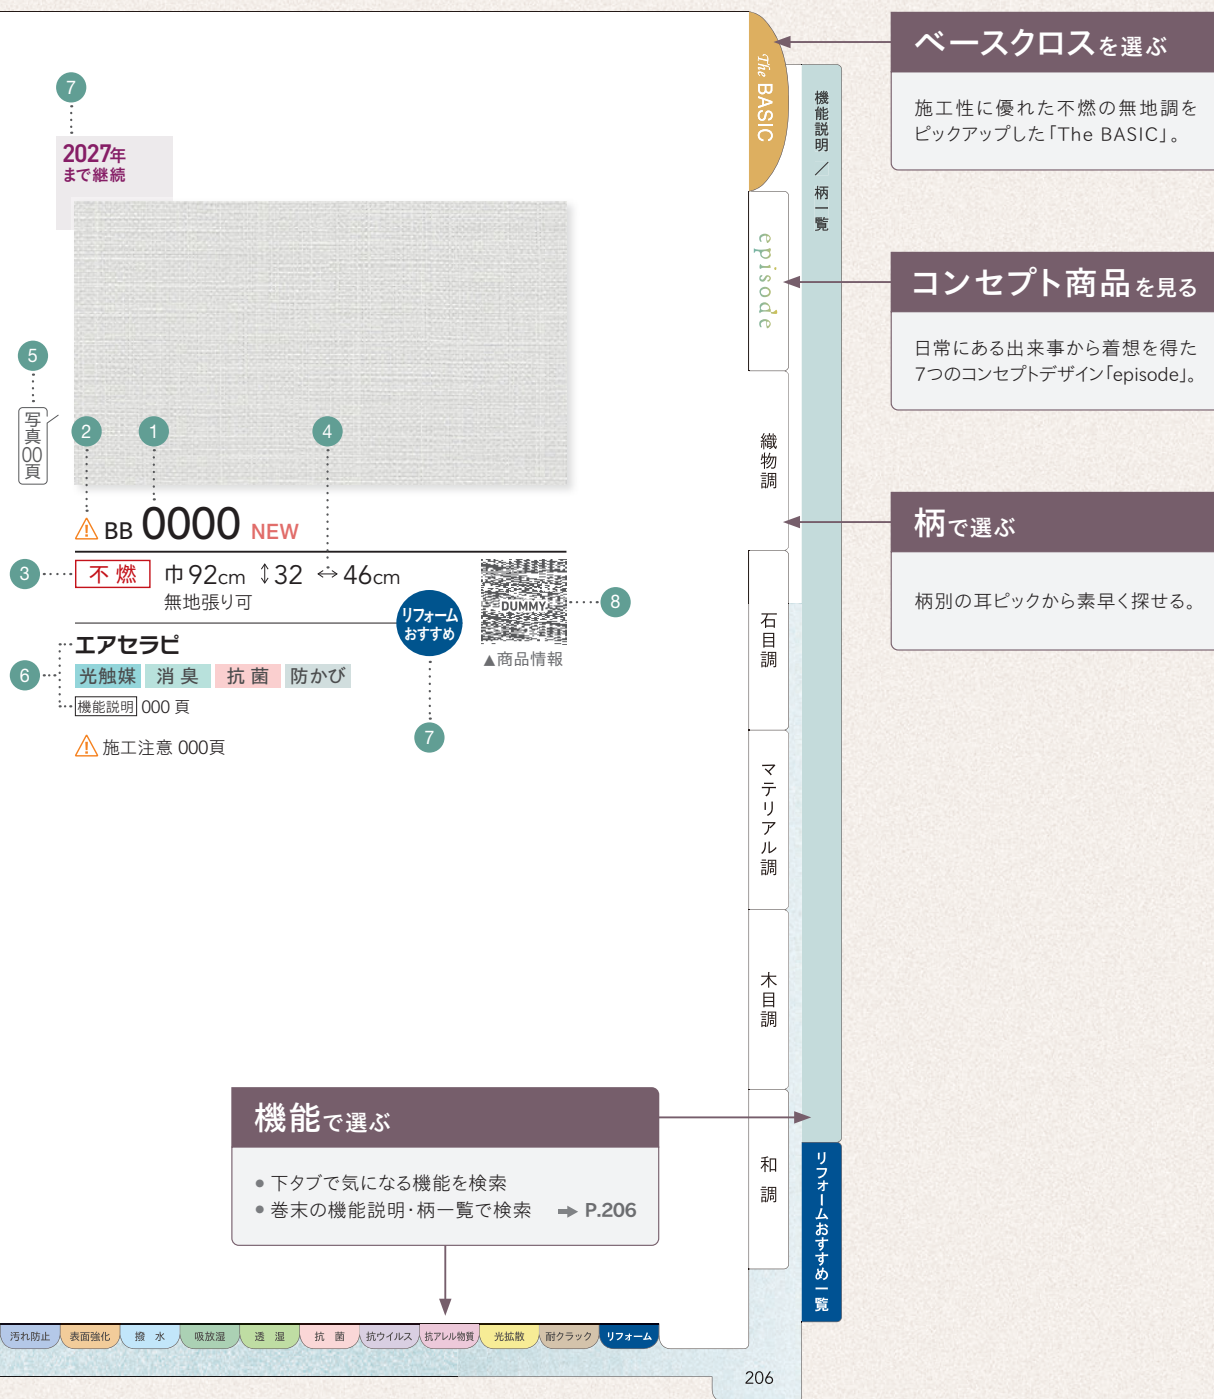 7
2027年
まで継続
5
写真00頁
2
1
4
BB 0000 NEW
3
不燃
巾92cm ↕32 ↔46cm
無地張り可
リフォーム
おすすめ
DUMMY
8
▲商品情報
エアセラピ
6
光触媒 消臭 抗菌 防かび
機能説明 000 頁
施工注意 000頁
7
The BASIC
episode
織物調
石目調
マテリアル調
木目調
和調
機能説明 / 柄一覧
リフォームおすすめ一覧
ベースクロスを選ぶ
施工性に優れた不燃の無地調を
ピックアップした「The BASIC」。
コンセプト商品を見る
日常にある出来事から着想を得た
7つのコンセプトデザイン「episode」。
柄で選ぶ
柄別の耳ピックから素早く探せる。
機能で選ぶ
● 下タブで気になる機能を検索
● 巻末の機能説明・柄一覧で検索 ➡ P.206
汚れ防止 表面強化 撥水 吸放湿 透湿 抗菌 抗ウイルス 抗アレル物質 光拡散 耐クラック リフォーム
206